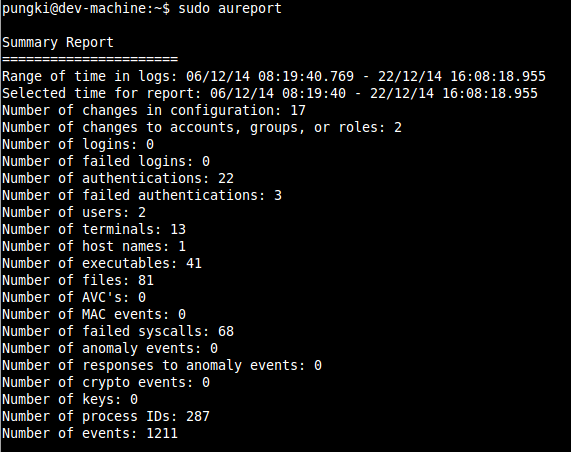 pungki@dev-machine:~$ sudo aureport
Summary Report
======================
Range of time in logs: 06/12/14 08:19:40.769 - 22/12/14 16:08:18.955
Selected time for report: 06/12/14 08:19:40 - 22/12/14 16:08:18.955
Number of changes in configuration: 17
Number of changes to accounts, groups, or roles: 2
Number of logins: 0
Number of failed logins: 0
Number of authentications: 22
Number of failed authentications: 3
Number of users: 2
Number of terminals: 13
Number of host names: 1
Number of executables: 41
Number of files: 81
Number of AVC's: 0
Number of MAC events: 0
Number of failed syscalls: 68
Number of anomaly events: 0
Number of responses to anomaly events: 0
Number of crypto events: 0
Number of keys: 0
Number of process IDs: 287
Number of events: 1211